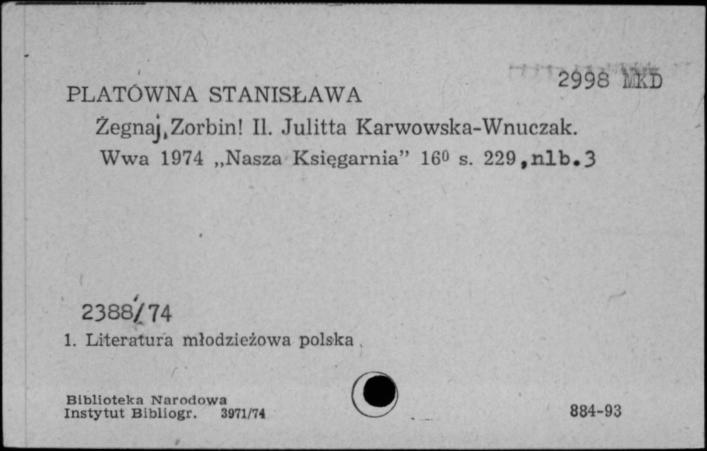 2998 MKD
PLATÓWNA STANISŁAWA
Żegnaj, Zorbin! Il. Julitta Karwowska-Wnuczak.
Wwa 1974 „Nasza Księgarnia” 16⁰ s. 229, nlb. 3
2388/74
1. Literatura młodzieżowa polska.
Biblioteka Narodowa
Instytut Bibliogr. 3971/74
884-93